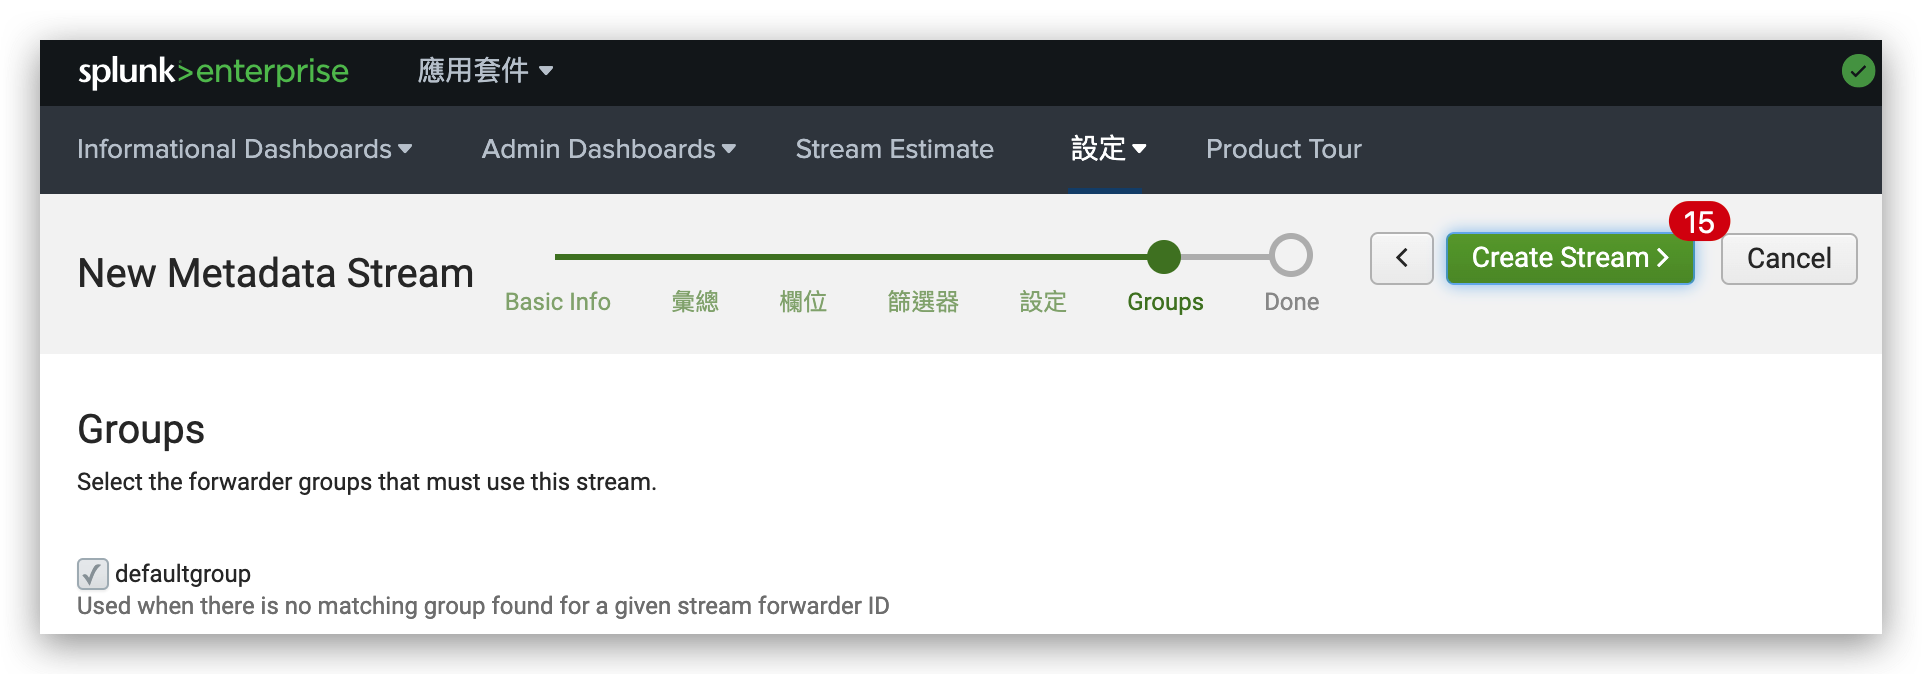 splunk>enterprise 應用套件
Informational Dashboards Admin Dashboards Stream Estimate 設定 Product Tour
New Metadata Stream
Basic Info 彙總 欄位 篩選器 設定 Groups Done
< Create Stream > 15 Cancel
Groups
Select the forwarder groups that must use this stream.
defaultgroup
Used when there is no matching group found for a given stream forwarder ID